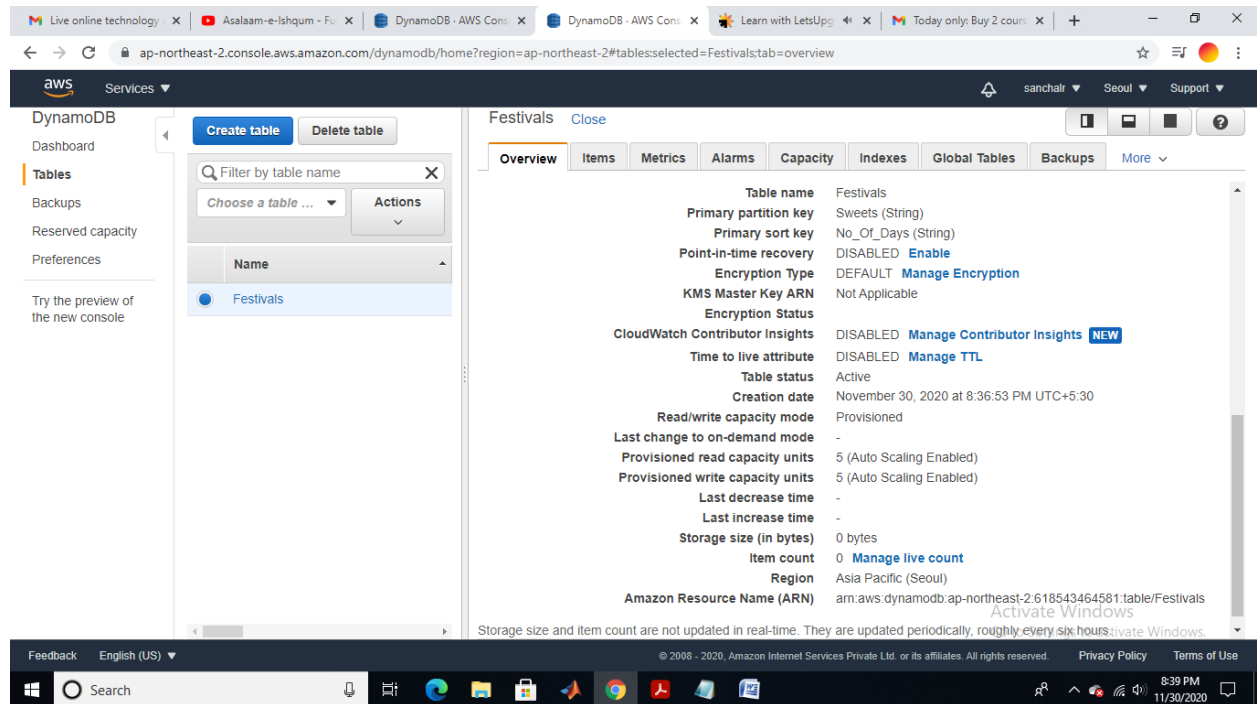 Live online technology
Asalaam-e-Ishqum - Ful
DynamoDB · AWS Cons
DynamoDB · AWS Cons
Learn with LetsUpg
Today only: Buy 2 cours
ap-northeast-2.console.aws.amazon.com/dynamodb/home?region=ap-northeast-2#tables:selected=Festivals;tab=overview
aws
Services
sanchalr
Seoul
Support
DynamoDB
Dashboard
Tables
Backups
Reserved capacity
Preferences
Try the preview of
the new console
Create table
Delete table
Filter by table name
Choose a table ...
Actions
Name
Festivals
Festivals Close
Overview Items Metrics Alarms Capacity Indexes Global Tables Backups More
Table name Festivals
Primary partition key Sweets (String)
Primary sort key No_Of_Days (String)
Point-in-time recovery DISABLED Enable
Encryption Type DEFAULT Manage Encryption
KMS Master Key ARN Not Applicable
Encryption Status
CloudWatch Contributor Insights DISABLED Manage Contributor Insights NEW
Time to live attribute DISABLED Manage TTL
Table status Active
Creation date November 30, 2020 at 8:36:53 PM UTC+5:30
Read/write capacity mode Provisioned
Last change to on-demand mode -
Provisioned read capacity units 5 (Auto Scaling Enabled)
Provisioned write capacity units 5 (Auto Scaling Enabled)
Last decrease time -
Last increase time -
Storage size (in bytes) 0 bytes
Item count 0 Manage live count
Region Asia Pacific (Seoul)
Amazon Resource Name (ARN) arn:aws:dynamodb:ap-northeast-2:618543464581:table/Festivals
Activate Windows
Storage size and item count are not updated in real-time. They are updated periodically, roughly every six hours.
Feedback English (US)
© 2008 - 2020, Amazon Internet Services Private Ltd. or its affiliates. All rights reserved. Privacy Policy Terms of Use
Search
8:39 PM
11/30/2020